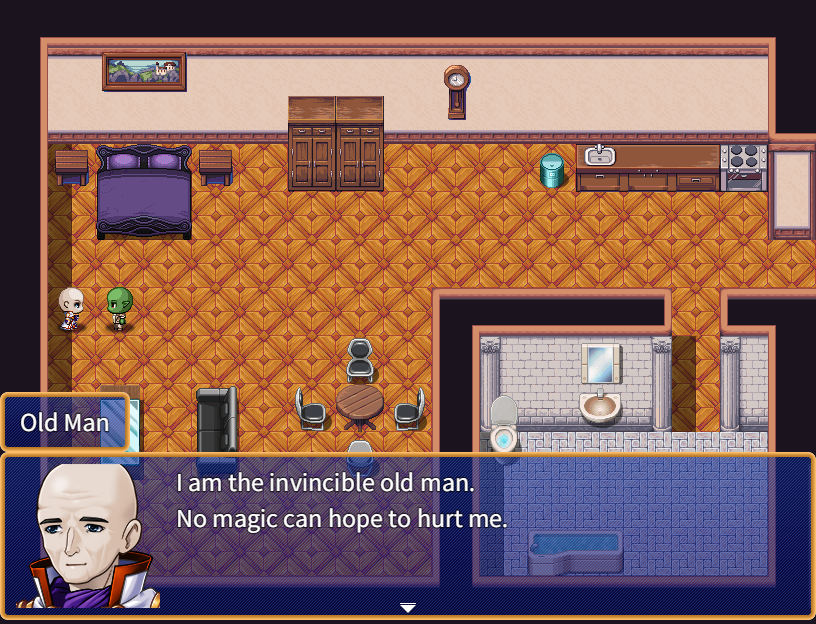 Old Man
I am the invincible old man.
No magic can hope to hurt me.